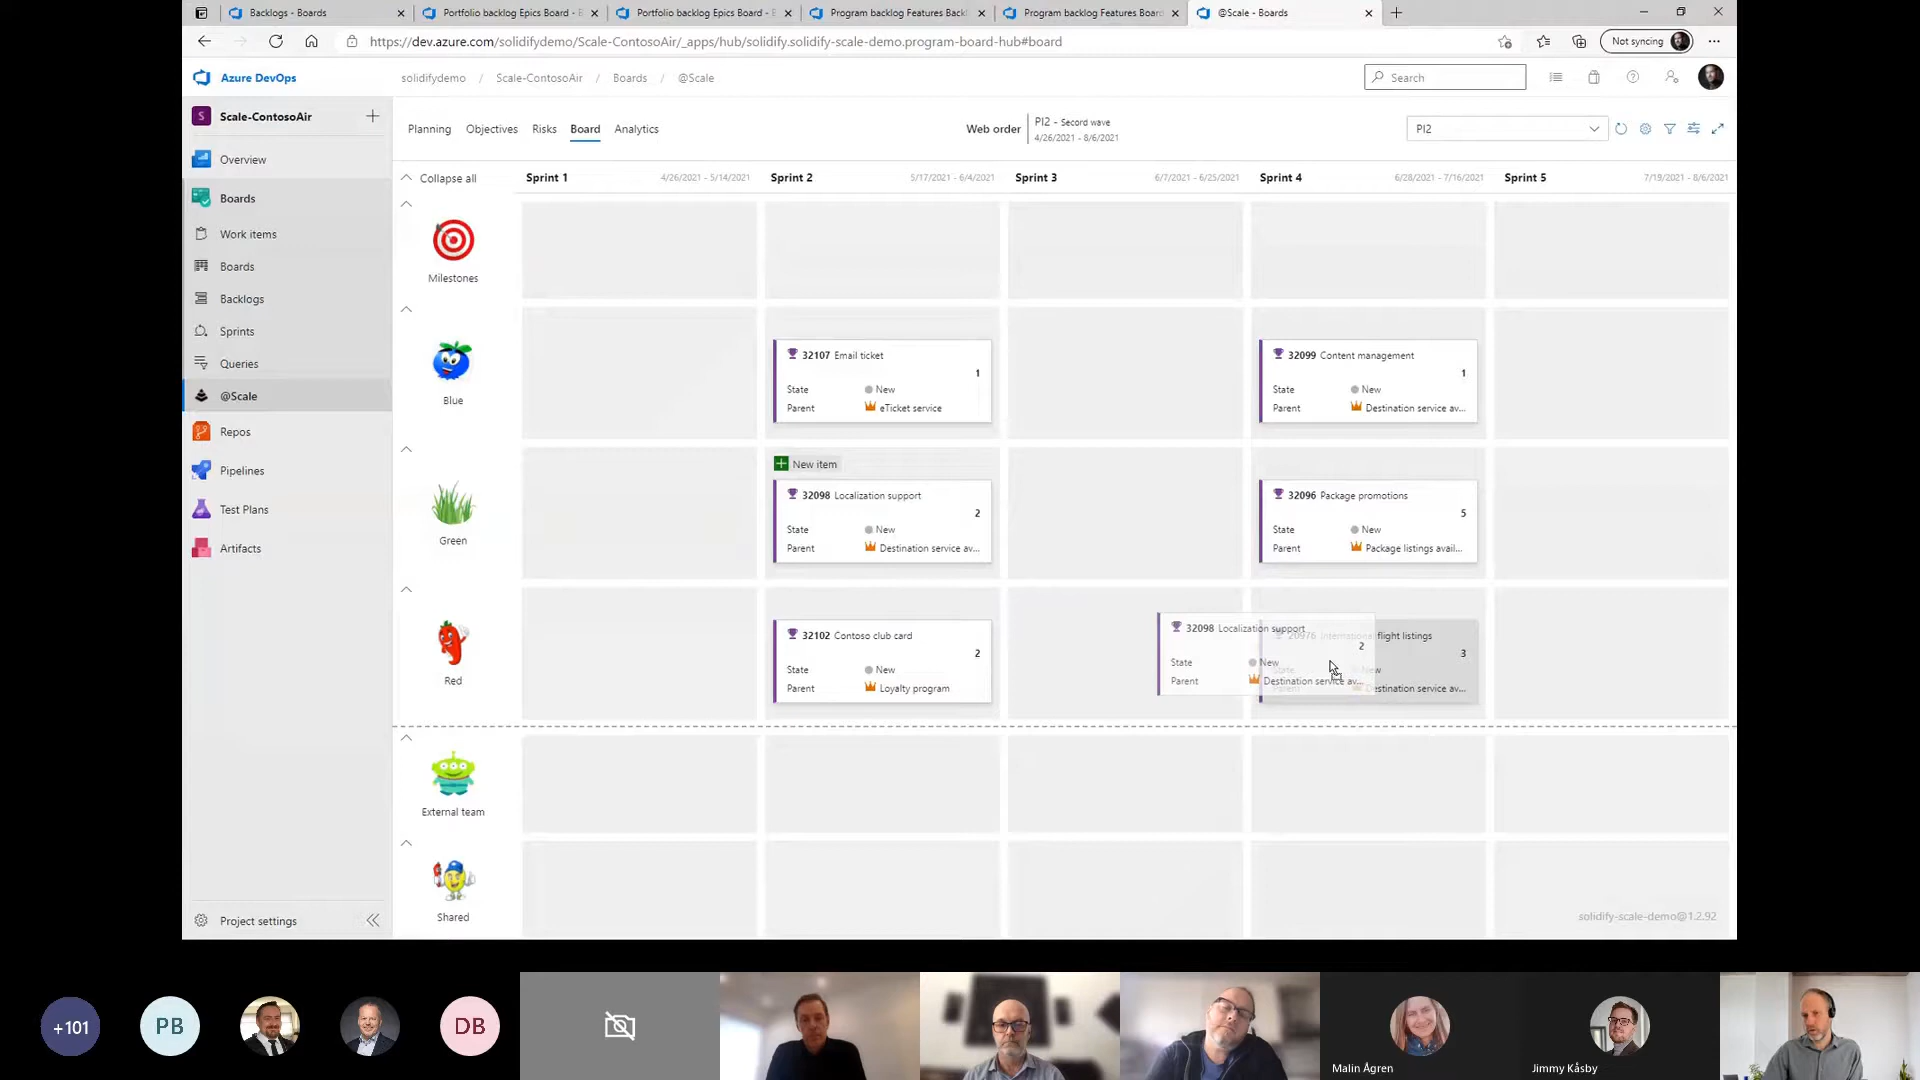 Backlogs - Boards
Portfolio backlog Epics Board - B
Portfolio backlog Epics Board - E
Program backlog Features Backl
Program backlog Features Board
@Scale - Boards
https://dev.azure.com/solidifydemo/Scale-ContosoAir/_apps/hub/solidify.solidify-scale-demo.program-board-hub#board
Not syncing
Azure DevOps
solidifydemo / Scale-ContosoAir / Boards / @Scale
Search
S Scale-ContosoAir
Overview
Boards
Work items
Boards
Backlogs
Sprints
Queries
@Scale
Repos
Pipelines
Test Plans
Artifacts
Project settings
Planning Objectives Risks Board Analytics
Web order
PI2 - Second wave
4/26/2021 - 8/6/2021
PI2
Collapse all
Sprint 1 4/26/2021 - 5/14/2021
Sprint 2 5/17/2021 - 6/4/2021
Sprint 3 6/7/2021 - 6/25/2021
Sprint 4 6/28/2021 - 7/16/2021
Sprint 5 7/19/2021 - 8/6/2021
Milestones
Blue
32107 Email ticket
1
State New
Parent eTicket service
32099 Content management
1
State New
Parent Destination service av...
Green
New item
32098 Localization support
2
State New
Parent Destination service av...
32096 Package promotions
5
State New
Parent Package listings avail...
Red
32102 Contoso club card
2
State New
Parent Loyalty program
32098 Localization support
2
State New
Parent Destination service av...
20976 International flight listings
3
Destination service av...
External team
Shared
solidify-scale-demo@1.2.92
+101
PB
DB
Malin Ågren
Jimmy Kåsby